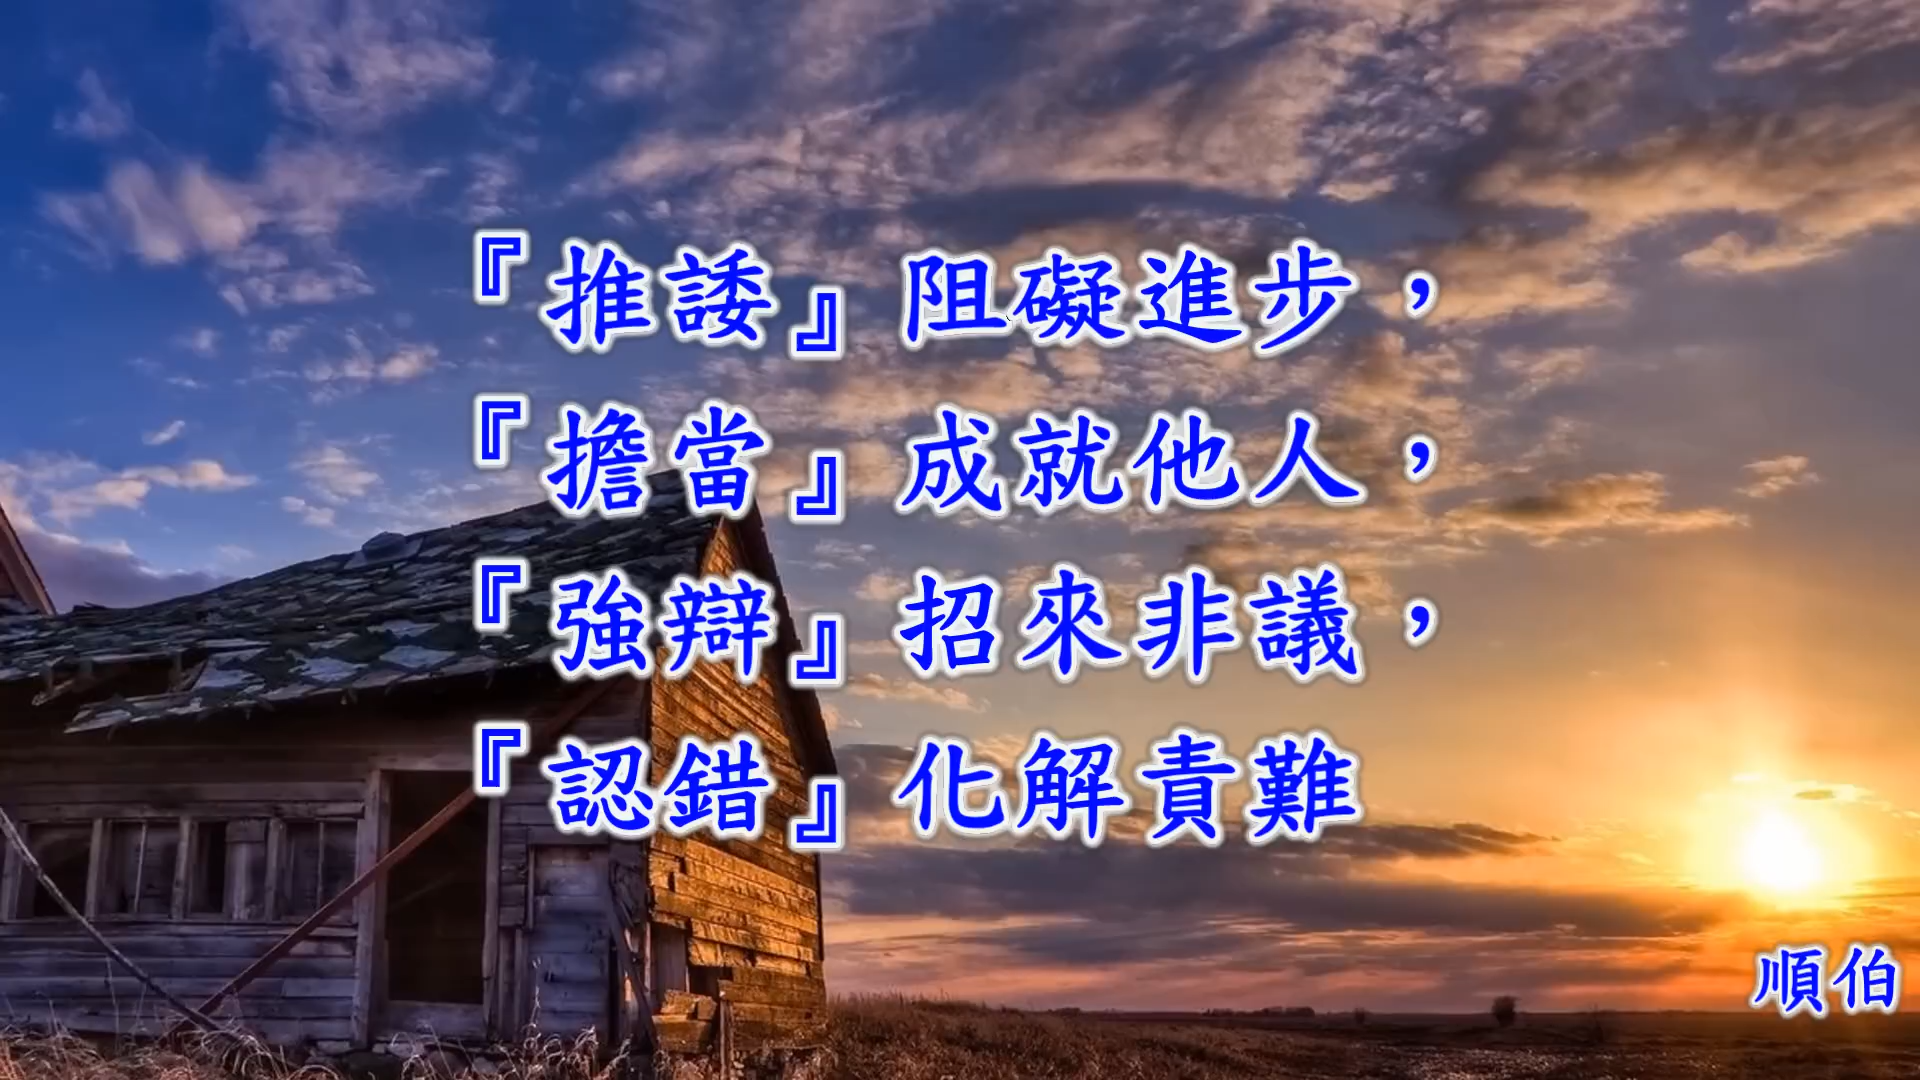 『推諉』阻礙進步，
『擔當』成就他人，
『強辯』招來非議，
『認錯』化解責難
順伯